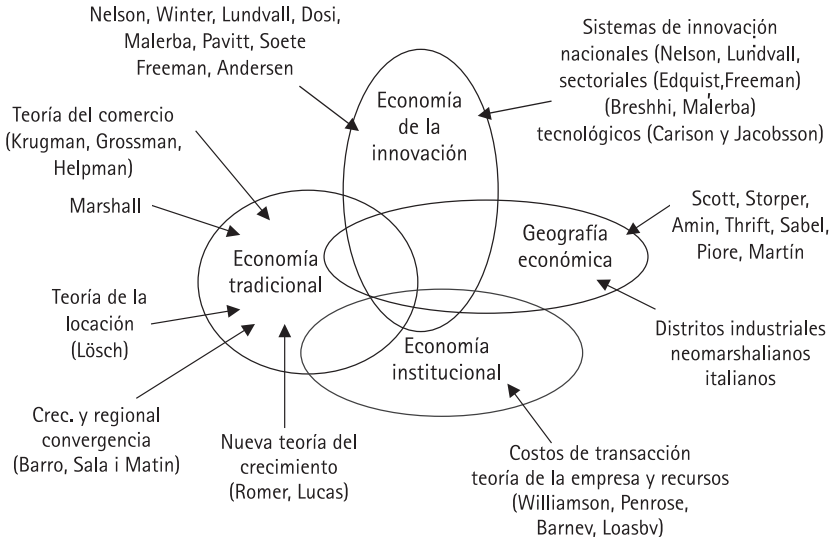 Nelson, Winter, Lundvall, Dosi,
Malerba, Pavitt, Soete
Freeman, Andersen
Sistemas de innovación
nacionales (Nelson, Lundvall,
sectoriales (Edquist,Freeman)
(Breshhi, Malerba)
tecnológicos (Carison y Jacobsson)
Economía
de la
innovación
Teoría del comercio
(Krugman, Grossman,
Helpman)
Marshall
Scott, Storper,
Amin, Thrift, Sabel,
Piore, Martín
Geografía
económica
Economía
tradicional
Teoría de la
locación
(Lösch)
Distritos industriales
neomarshalianos
italianos
Economía
institucional
Crec. y regional
convergencia
(Barro, Sala i Matin)
Nueva teoría del
crecimiento
(Romer, Lucas)
Costos de transacción
teoría de la empresa y recursos
(Williamson, Penrose,
Barnev, Loasbv)